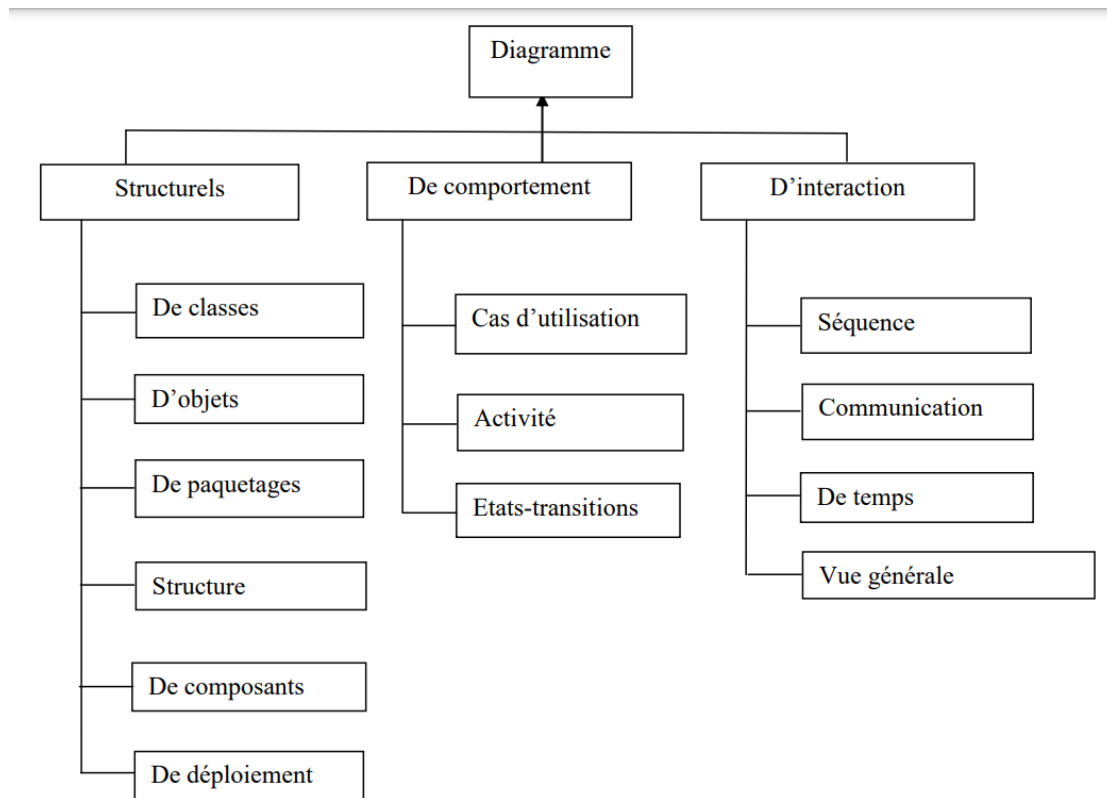 Diagramme
Structurels
De comportement
D’interaction
De classes
D’objets
De paquetages
Structure
De composants
De déploiement
Cas d’utilisation
Activité
Etats-transitions
Séquence
Communication
De temps
Vue générale